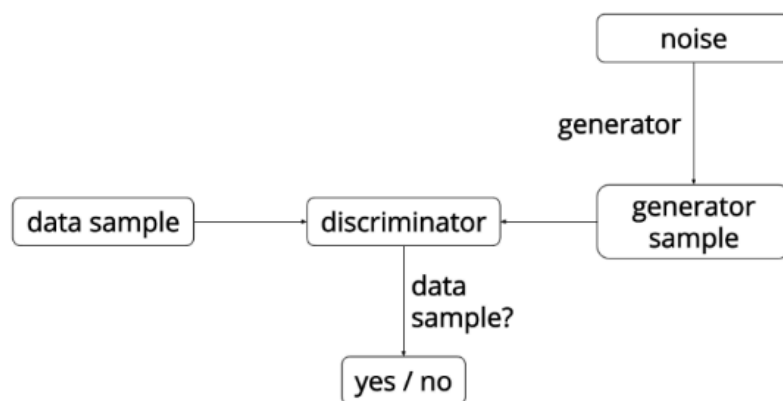 noise
generator
data sample
discriminator
generator
sample
data
sample?
yes / no